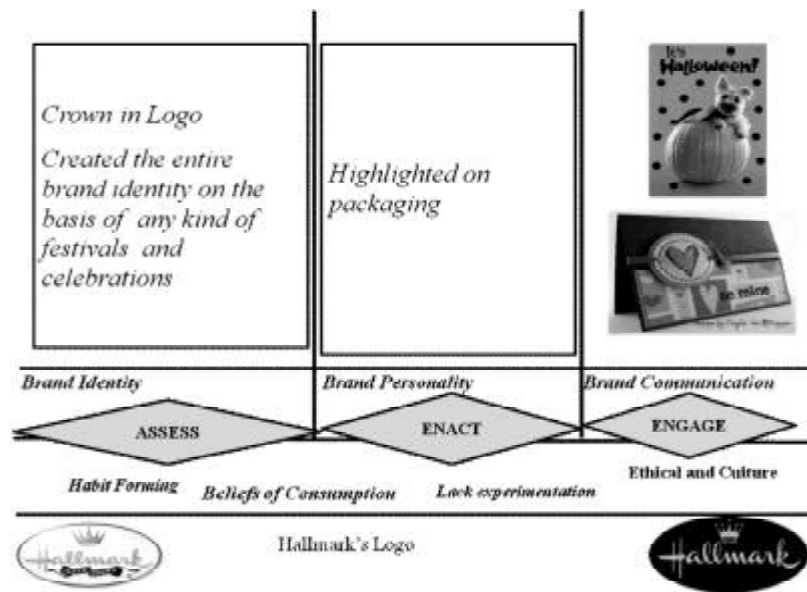 Crown in Logo
Created the entire
brand identity on the
basis of any kind of
festivals and
celebrations
Highlighted on
packaging
It's
Halloween!
mine
Brand Identity
Brand Personality
Brand Communication
ASSESS
ENACT
ENGAGE
Habit Forming
Beliefs of Consumption
Lack experimentation
Ethical and Culture
Hallmark
Hallmark's Logo
Hallmark